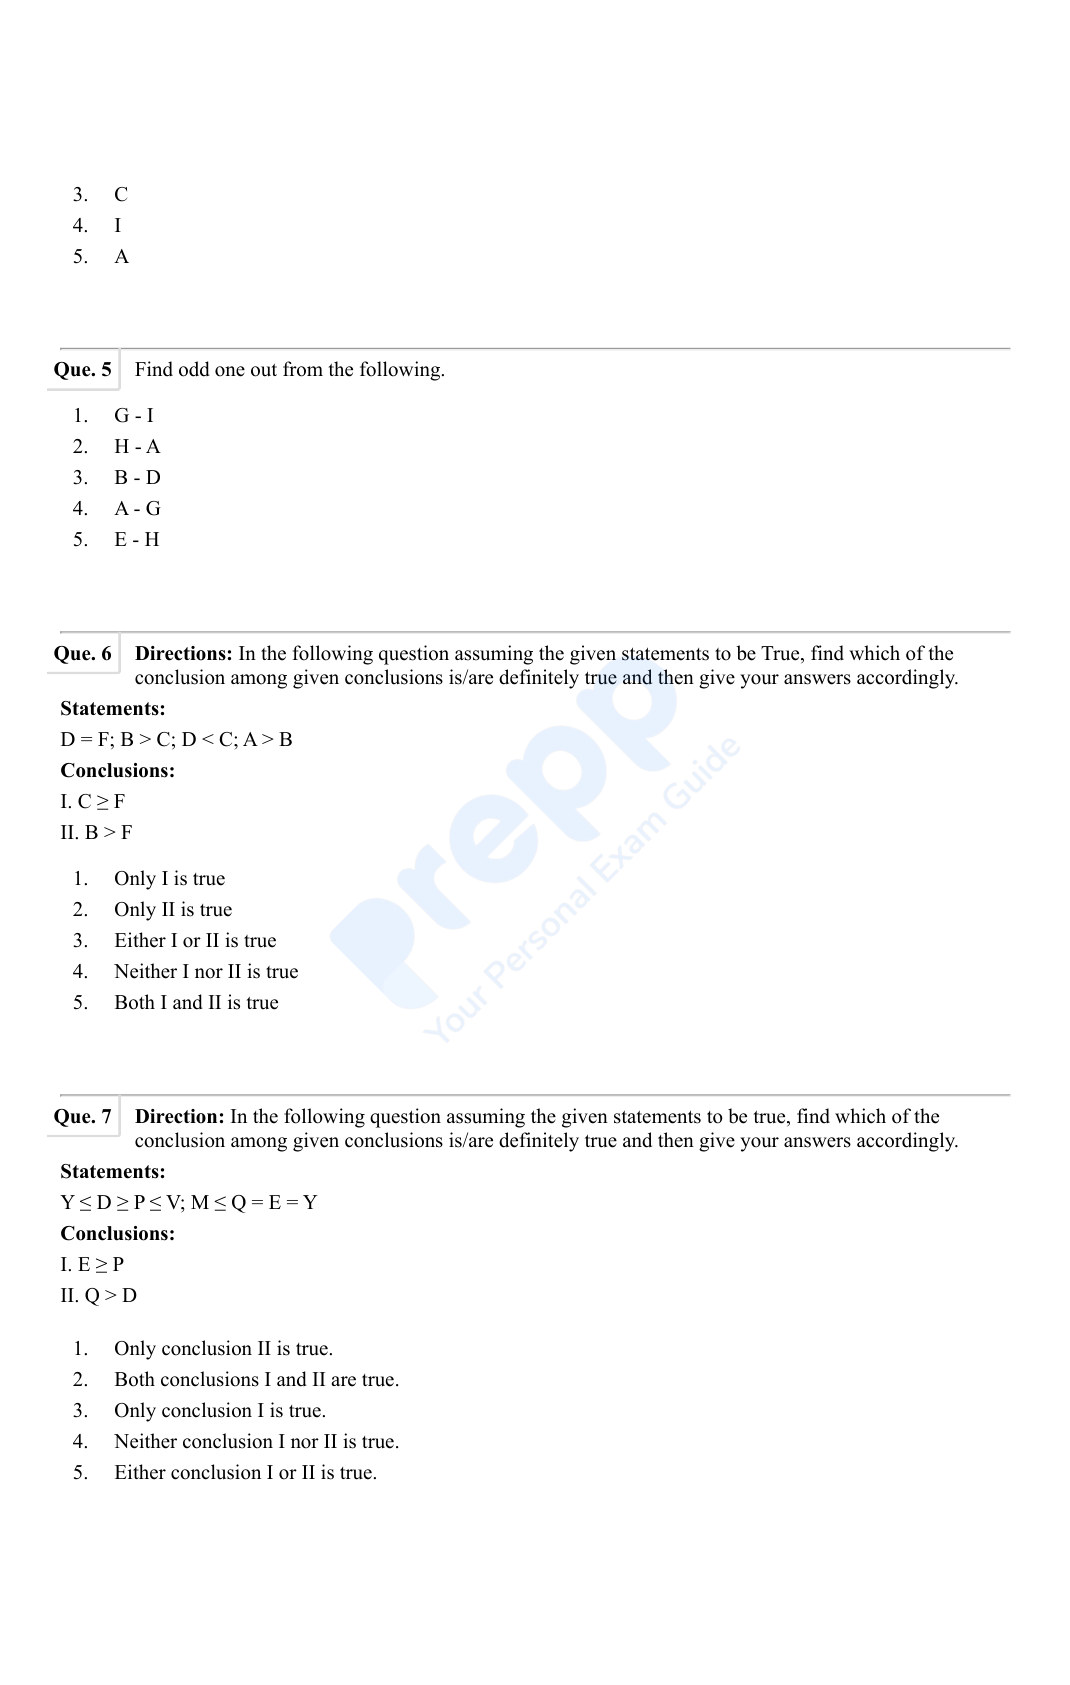 3. C
4. I
5. A
Que. 5 Find odd one out from the following.
1. G - I
2. H - A
3. B - D
4. A - G
5. E - H
Que. 6 Directions: In the following question assuming the given statements to be True, find which of the
conclusion among given conclusions is/are definitely true and then give your answers accordingly.
Statements:
D = F; B > C; D < C; A > B
Conclusions:
I. C ≥ F
II. B > F
1. Only I is true
2. Only II is true
3. Either I or II is true
4. Neither I nor II is true
5. Both I and II is true
prepp
Your Personal Exam Guide
Que. 7 Direction: In the following question assuming the given statements to be true, find which of the
conclusion among given conclusions is/are definitely true and then give your answers accordingly.
Statements:
Y ≤ D ≥ P ≤ V; M ≤ Q = E = Y
Conclusions:
I. E ≥ P
II. Q > D
1. Only conclusion II is true.
2. Both conclusions I and II are true.
3. Only conclusion I is true.
4. Neither conclusion I nor II is true.
5. Either conclusion I or II is true.